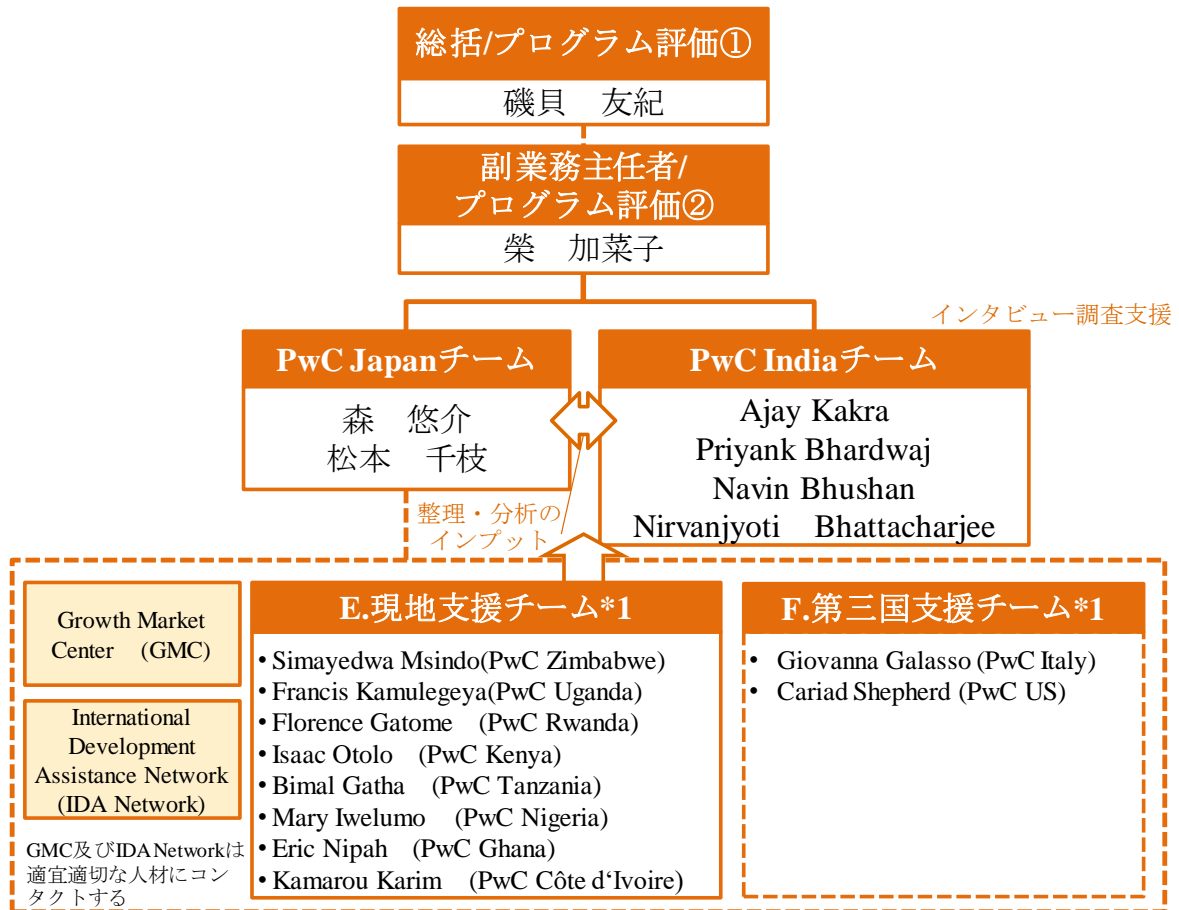 総括/プログラム評価①
磯貝　友紀
副業務主任者/
プログラム評価②
榮　加菜子
インタビュー調査支援
PwC Japanチーム
森　悠介
松本　千枝
PwC Indiaチーム
Ajay Kakra
Priyank Bhardwaj
Navin Bhushan
Nirvanjyoti　Bhattacharjee
整理・分析の
インプット
Growth Market
Center　(GMC)
International
Development
Assistance Network
(IDA Network)
GMC及びIDA Networkは
適宜適切な人材にコン
タクトする
E.現地支援チーム*1
• Simayedwa Msindo(PwC Zimbabwe)
• Francis Kamulegeya(PwC Uganda)
• Florence Gatome　(PwC Rwanda)
• Isaac Otolo　(PwC Kenya)
• Bimal Gatha　(PwC Tanzania)
• Mary Iwelumo　(PwC Nigeria)
• Eric Nipah　(PwC Ghana)
• Kamarou Karim　(PwC Côte d‘Ivoire)
F.第三国支援チーム*1
• Giovanna Galasso (PwC Italy)
• Cariad Shepherd (PwC US)